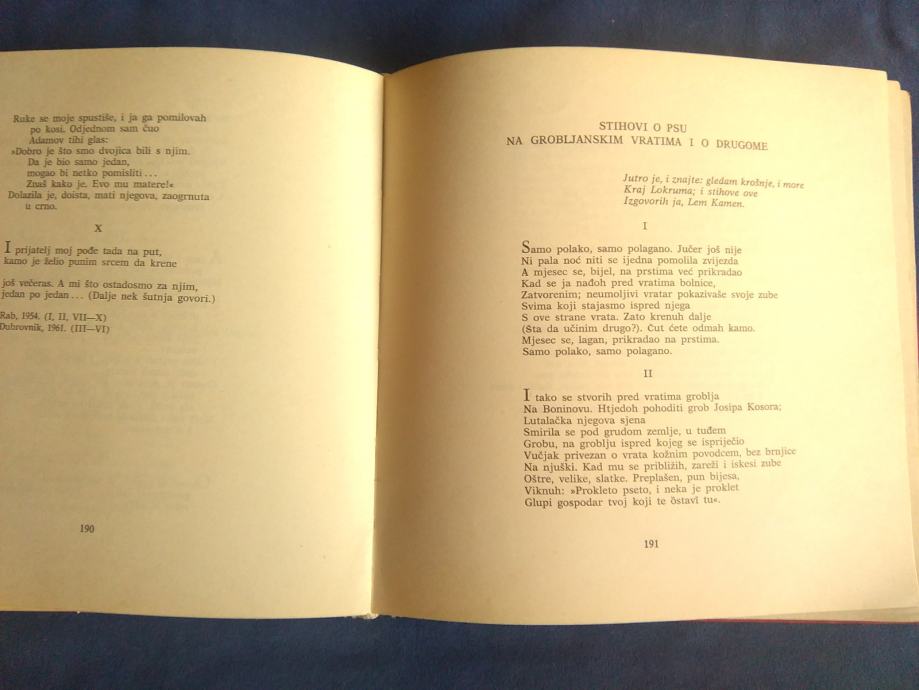 Ruke se moje spustiše, i ja ga pomilovah
po kosi. Odjednom sam čuo
Adamov tihi glas:
»Dobro je što smo dvojica bili s njim.
Da je bio samo jedan,
mogao bi netko pomisliti . . .
Znaš kako je. Evo mu matere!«
Dolazila je, doista, mati njegova, zaogrnuta
u crno.
X
I prijatelj moj pođe tada na put,
kamo je želio punim srcem da krene
još večeras. A mi što ostadosmo za njim,
jedan po jedan . . . (Dalje nek šutnja govori.)
Rab, 1954. (I, II, VII—X)
Dubrovnik, 1961. (III—VI)
190
STIHOVI O PSU
NA GROBLJANSKIM VRATIMA I O DRUGOME
Jutro je, i znajte: gledam krošnje, i more
Kraj Lokruma; i stihove ove
Izgovorih ja, Lem Kamen.
I
Samo polako, samo polagano. Jučer još nije
Ni pala noć niti se ijedna pomolila zvijezda
A mjesec se, bijel, na prstima već prikradao
Kad se ja nađoh pred vratima bolnice,
Zatvorenim; neumoljivi vratar pokazivaše svoje zube
Svima koji stajasmo ispred njega
S ove strane vrata. Zato krenuh dalje
(Šta da učinim drugo?). Čut ćete odmah kamo.
Mjesec se, lagan, prikradao na prstima.
Samo polako, samo polagano.
II
I tako se stvorih pred vratima groblja
Na Boninovu. Htjedoh pohoditi grob Josipa Kosora;
Lutalačka njegova sjena
Smirila se pod grudom zemlje, u tuđem
Grobu, na groblju ispred kojeg se ispriječio
Vučjak privezan o vrata kožnim povodcem, bez brnjice
Na njuški. Kad mu se približih, zareži i iskesi zube
Oštre, velike, slatke. Preplašen, pun bijesa,
Viknuh: »Prokleto pseto, i neka je proklet
Glupi gospodar tvoj koji te ostavi tu«.
191